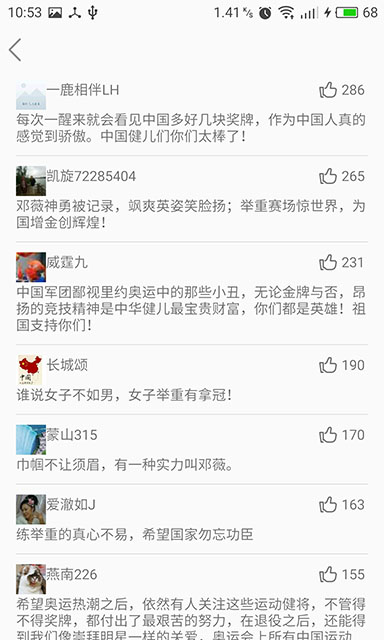 10:53
1.41 K/s
68
一鹿相伴LH
286
每次一醒来就会看见中国多好几块奖牌，作为中国人真的
感觉到骄傲。中国健儿们你们太棒了！
凯旋72285404
265
邓薇神勇被记录，飒爽英姿笑脸扬；举重赛场惊世界，为
国增金创辉煌！
威霆九
231
中国军团鄙视里约奥运中的那些小丑，无论金牌与否，昂
扬的竞技精神是中华健儿最宝贵财富，你们都是英雄！祖
国支持你们！
长城颂
190
谁说女子不如男，女子举重有拿冠！
蒙山315
170
巾帼不让须眉，有一种实力叫邓薇。
爱澈如J
163
练举重的真心不易，希望国家勿忘功臣
燕南226
155
希望奥运热潮之后，依然有人关注这些运动健将，不管得
不得奖牌，都付出了最艰苦的努力，在退役之后，还能得
到我们像崇拜明星一样的关爱，奥运会上所有中国运动